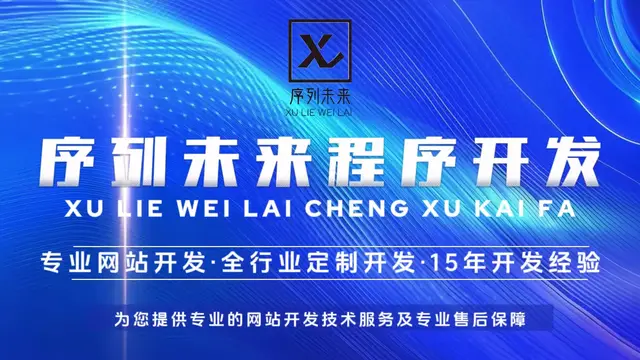 序列未来
XU LIE WEI LAI
序列未来程序开发
XU LIE WEI LAI CHENG XU KAI FA
专业网站开发·全行业定制开发·15年开发经验
为您提供专业的网站开发技术服务及专业售后保障